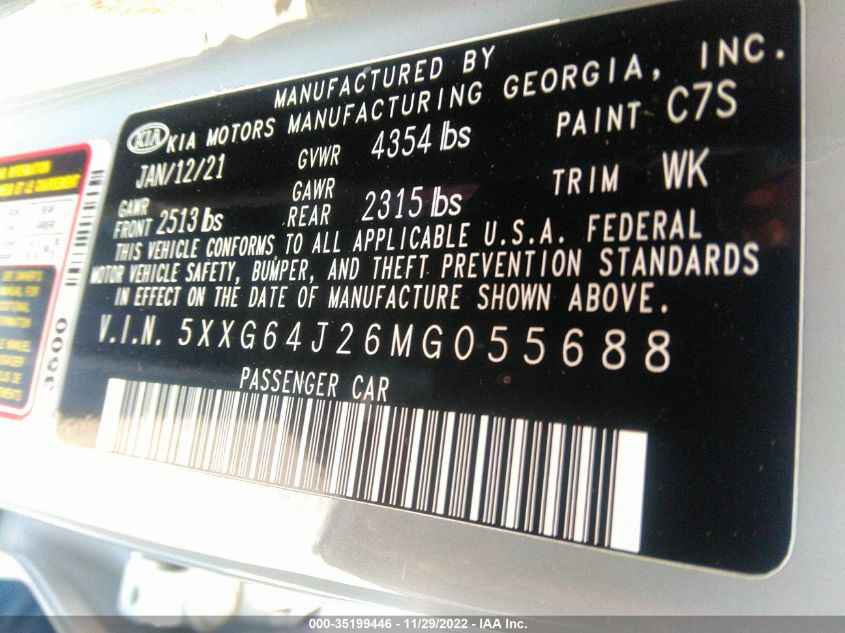 MANUFACTURED BY
KIA KIA MOTORS MANUFACTURING GEORGIA, INC.
JAN/12/21 GVWR 4354 lbs PAINT C7S
GAWR FRONT 2513 lbs GAWR REAR 2315 lbs TRIM WK
THIS VEHICLE CONFORMS TO ALL APPLICABLE U.S.A. FEDERAL
MOTOR VEHICLE SAFETY, BUMPER, AND THEFT PREVENTION STANDARDS
IN EFFECT ON THE DATE OF MANUFACTURE SHOWN ABOVE.
V.I.N. 5XXG64J26MG055688
PASSENGER CAR
3800
000-35199446 - 11/29/2022 - IAA Inc.